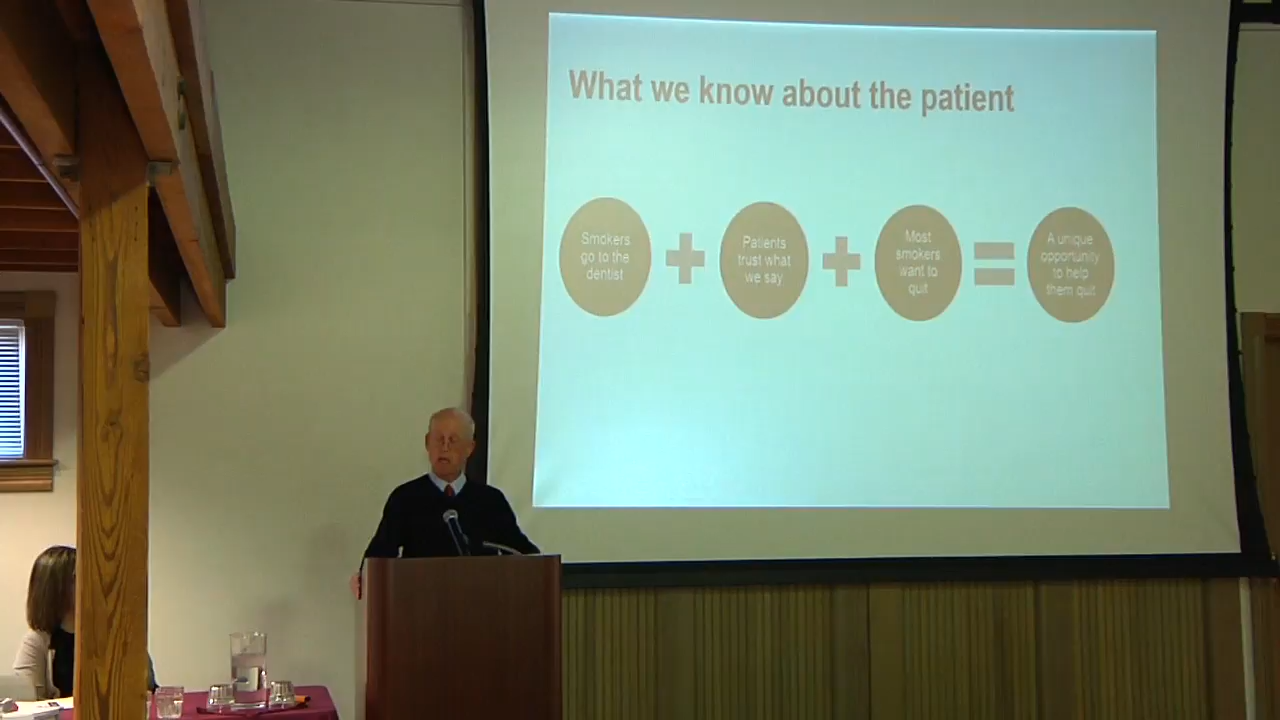 What we know about the patient
Smokers
go to the
dentist
Patients
trust what
we say
Most
smokers
want to
quit
A unique
opportunity
to help
them quit